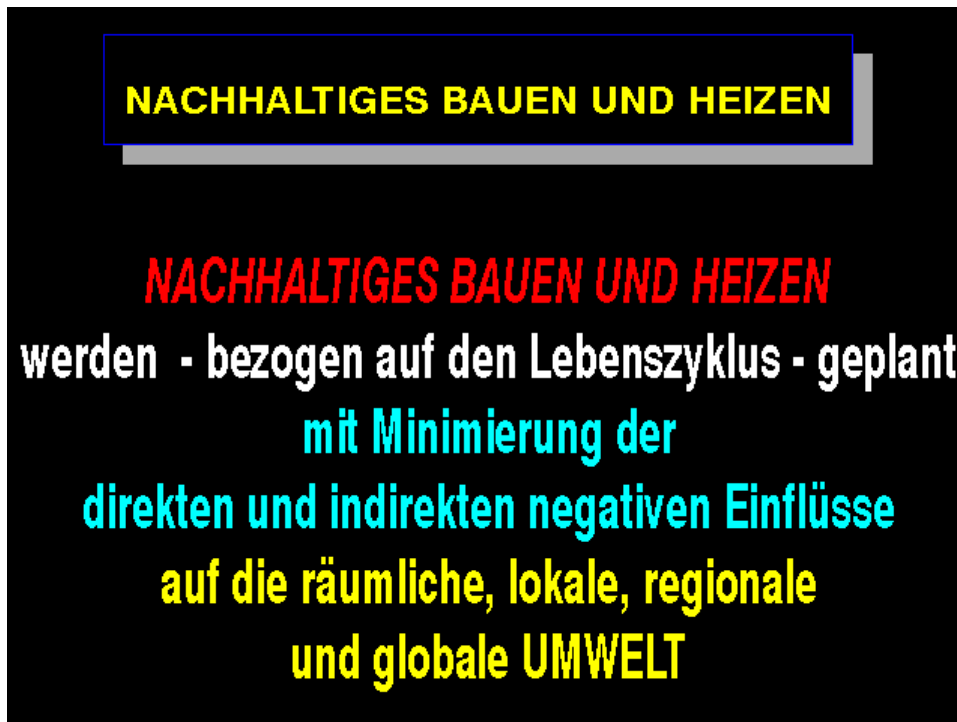 NACHHALTIGES BAUEN UND HEIZEN
NACHHALTIGES BAUEN UND HEIZEN
werden - bezogen auf den Lebenszyklus - geplant
mit Minimierung der
direkten und indirekten negativen Einflüsse
auf die räumliche, lokale, regionale
und globale UMWELT